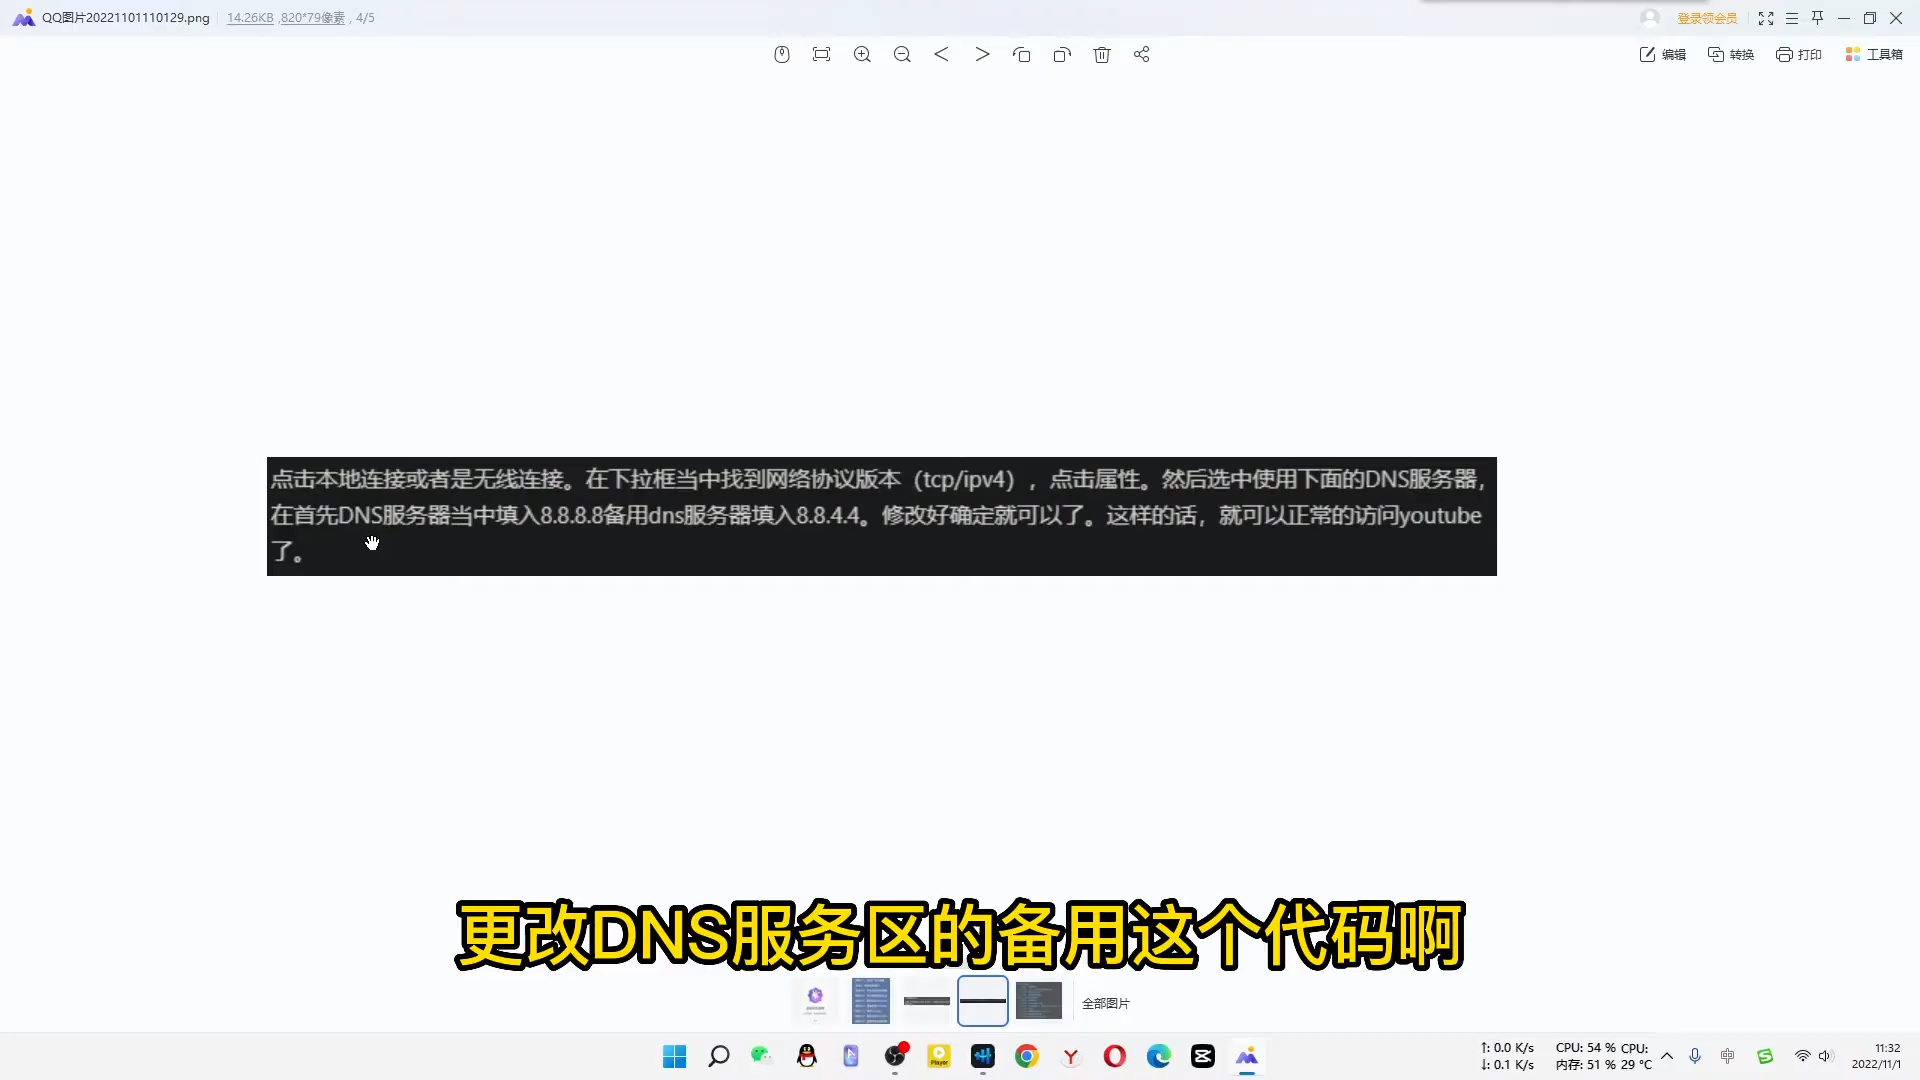 QQ图片20221101110129.png
14.26KB ,820*79像素 , 4/5
登录领会员
编辑
转换
打印
工具箱
点击本地连接或者是无线连接。在下拉框当中找到网络协议版本（tcp/ipv4），点击属性。然后选中使用下面的DNS服务器，
在首先DNS服务器当中填入8.8.8.8备用dns服务器填入8.8.4.4。修改好确定就可以了。这样的话，就可以正常的访问youtube
了。
更改DNS服务区的备用这个代码啊
全部图片
Player
↑: 0.0 K/s
↓: 0.1 K/s
CPU: 54 % CPU:
内存: 51 % 29 °C
中
11:32
2022/11/1